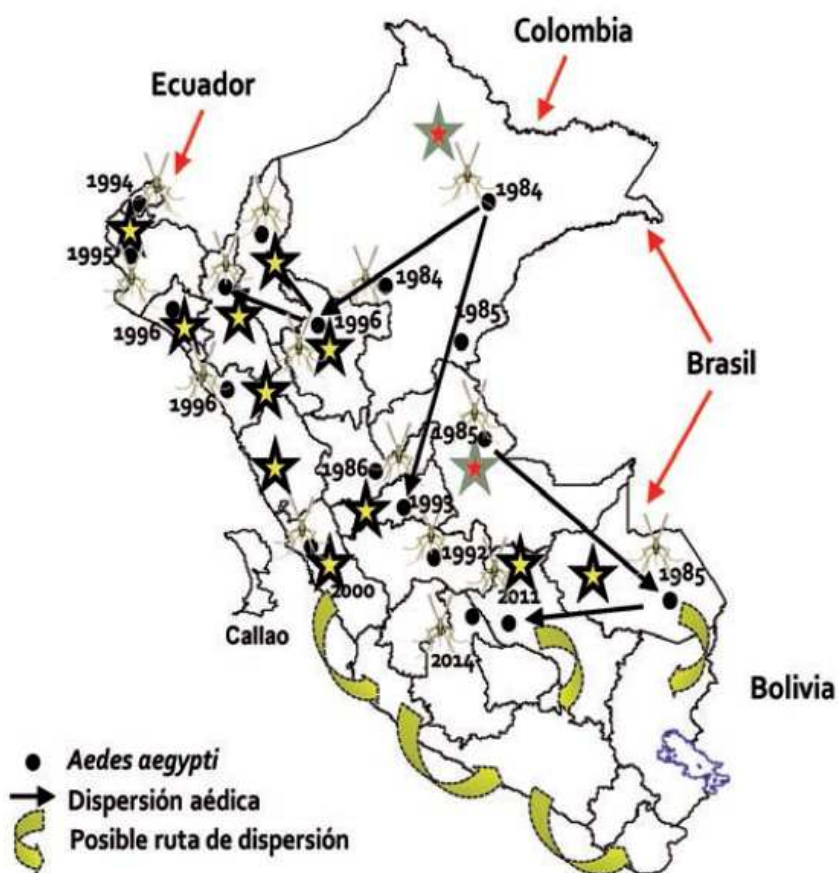 Colombia
Ecuador
1994
1984
1995
1984
1985
1996
1996
Brasil
1996
1985
1986
1993
1992
1985
2000
2011
Callao
2014
Bolivia
Aedes aegypti
Dispersión aédica
Posible ruta de dispersión